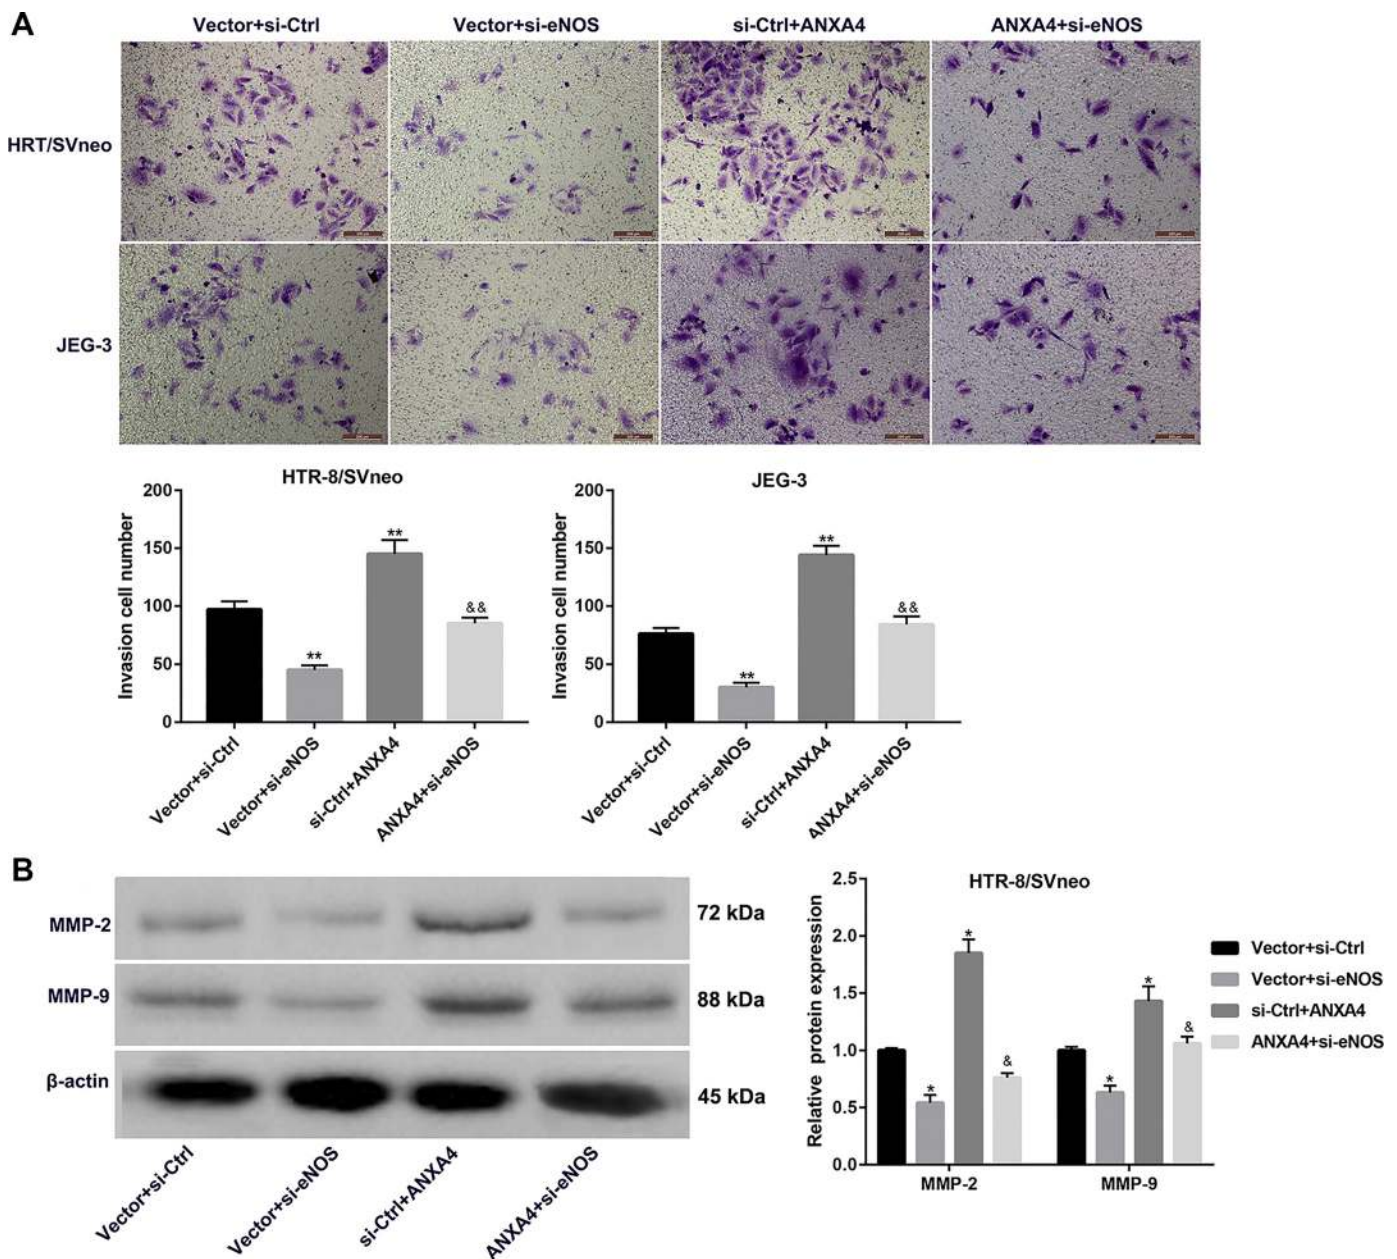 A
Vector+si-Ctrl
Vector+si-eNOS
si-Ctrl+ANXA4
ANXA4+si-eNOS
HRT/SVneo
JEG-3
HTR-8/SVneo
Invasion cell number
200
150
100
50
0
**
**
&&
Vector+si-Ctrl
Vector+si-eNOS
si-Ctrl+ANXA4
ANXA4+si-eNOS
JEG-3
Invasion cell number
200
150
100
50
0
**
**
&&
Vector+si-Ctrl
Vector+si-eNOS
si-Ctrl+ANXA4
ANXA4+si-eNOS
B
MMP-2
72 kDa
MMP-9
88 kDa
β-actin
45 kDa
Vector+si-Ctrl
Vector+si-eNOS
si-Ctrl+ANXA4
ANXA4+si-eNOS
HTR-8/SVneo
Relative protein expression
2.5
2.0
1.5
1.0
0.5
0.0
*
*
&
*
*
&
MMP-2
MMP-9
Vector+si-Ctrl
Vector+si-eNOS
si-Ctrl+ANXA4
ANXA4+si-eNOS